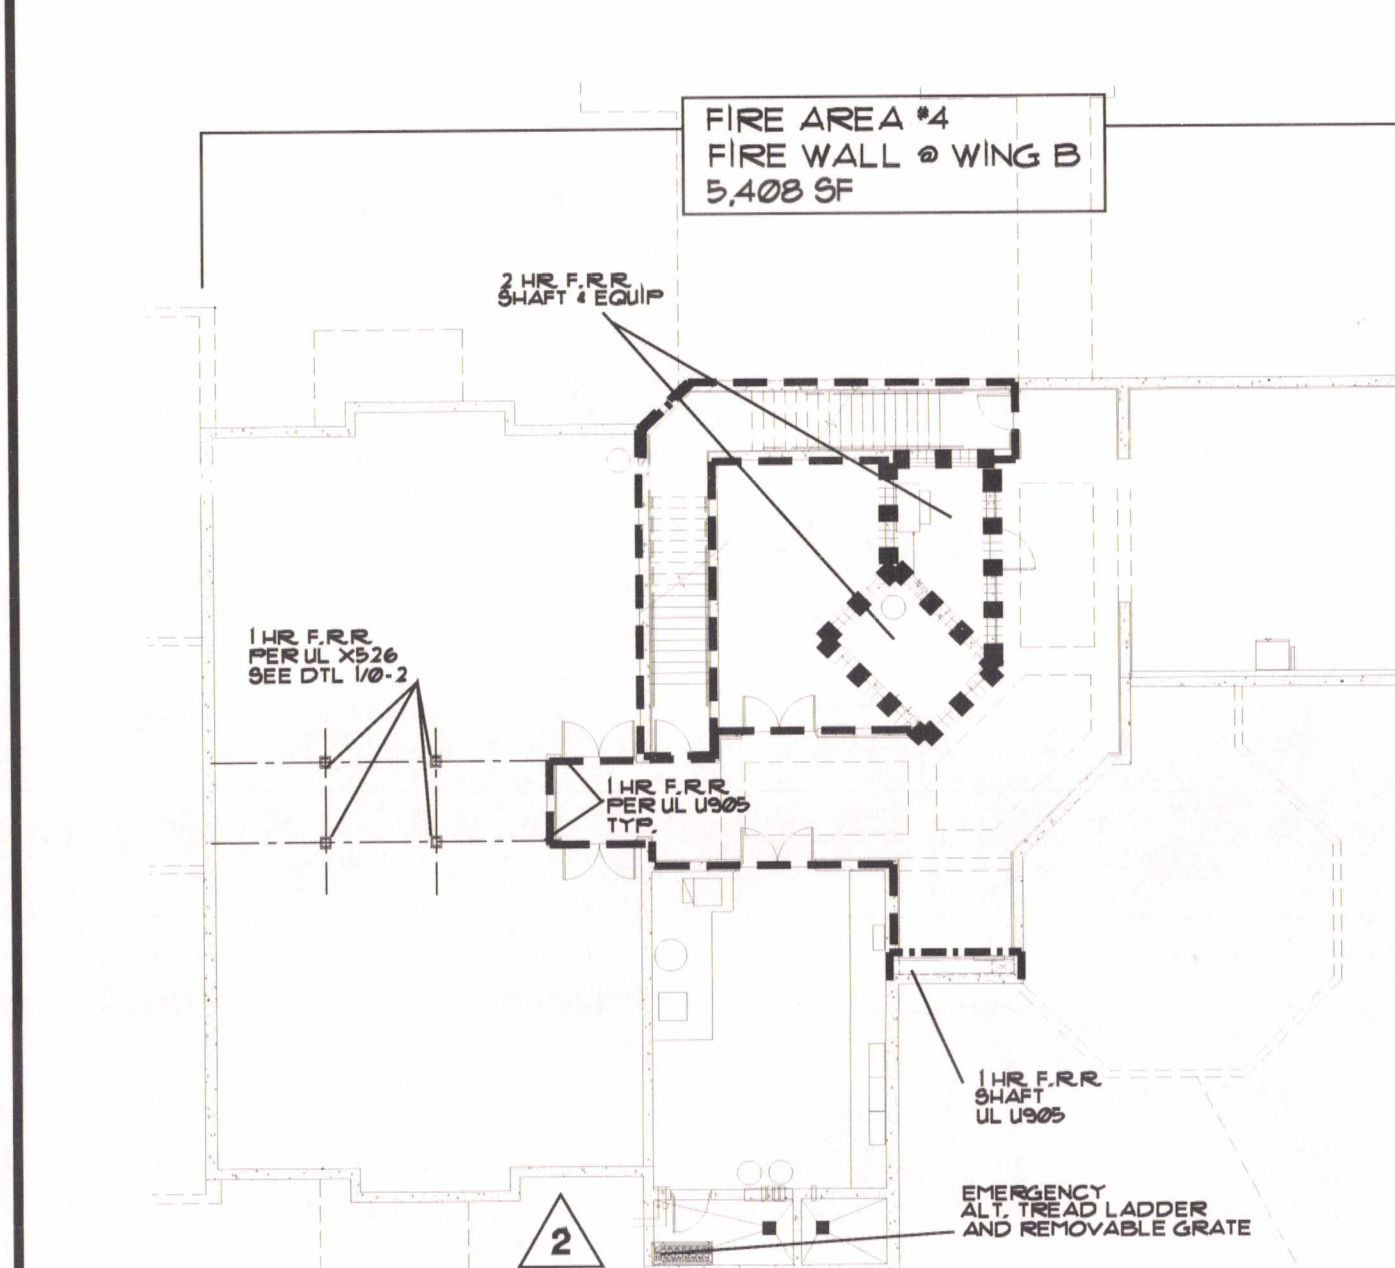 FIRE AREA #4
FIRE WALL @ WING B
5,408 SF
2 HR F.R.R.
SHAFT & EQUIP
1 HR F.R.R.
PER UL X526
SEE DTL 1/0-2
1 HR F.R.R.
PER UL U905
TYP.
1 HR F.R.R.
SHAFT
UL U905
EMERGENCY
ALT. TREAD LADDER
AND REMOVABLE GRATE
2